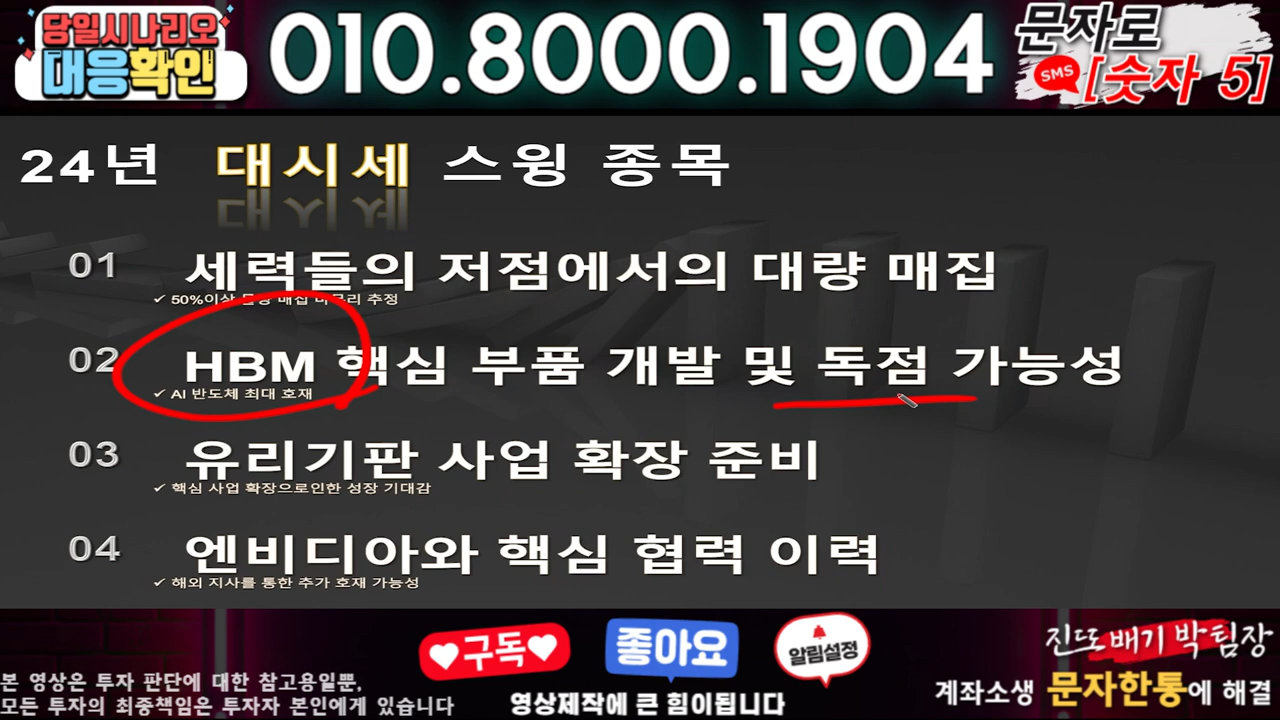 당일시나리오
대응확인
010.8000.1904
문자로
SMS
[숫자 5]
24년 대시세 스윙 종목
01 세력들의 저점에서의 대량 매집
✓ 50%이상 매집 추정
02 HBM 핵심 부품 개발 및 독점 가능성
✓ AI 반도체 최대 호재
03 유리기판 사업 확장 준비
✓ 핵심 사업 확장으로인한 성장 기대감
04 엔비디아와 핵심 협력 이력
✓ 해외 지사를 통한 추가 호재 가능성
구독
좋아요
알림설정
영상제작에 큰 힘이됩니다
본 영상은 투자 판단에 대한 참고용일뿐,
모든 투자의 최종책임은 투자자 본인에게 있습니다
진또배기 박팀장
계좌소생 문자한통에 해결